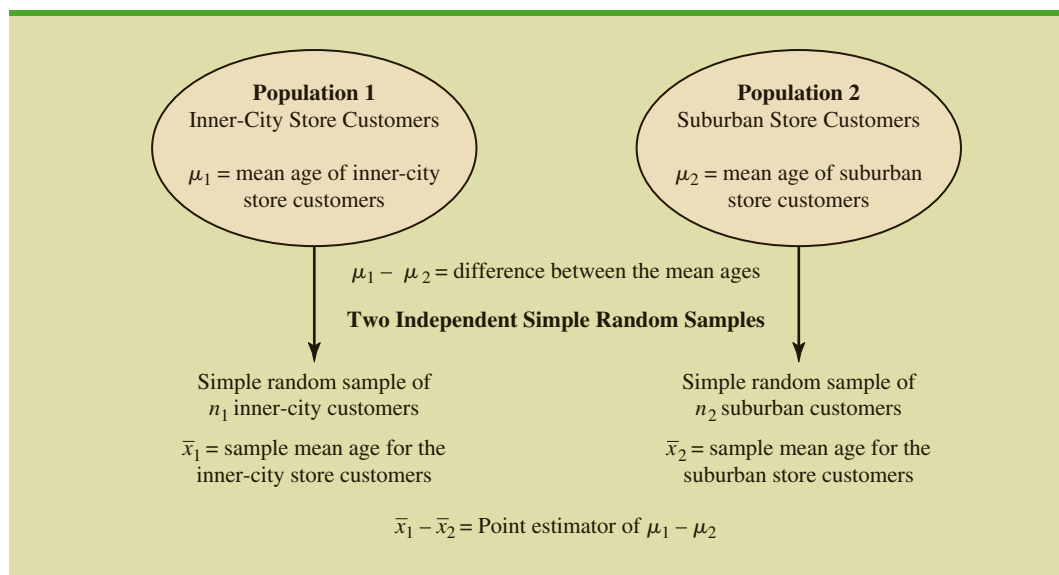 Population 1
Inner-City Store Customers
μ₁ = mean age of inner-city
store customers
Population 2
Suburban Store Customers
μ₂ = mean age of suburban
store customers
μ₁ – μ₂ = difference between the mean ages
Two Independent Simple Random Samples
Simple random sample of
n₁ inner-city customers
x̄₁ = sample mean age for the
inner-city store customers
Simple random sample of
n₂ suburban customers
x̄₂ = sample mean age for the
suburban store customers
x̄₁ – x̄₂ = Point estimator of μ₁ – μ₂